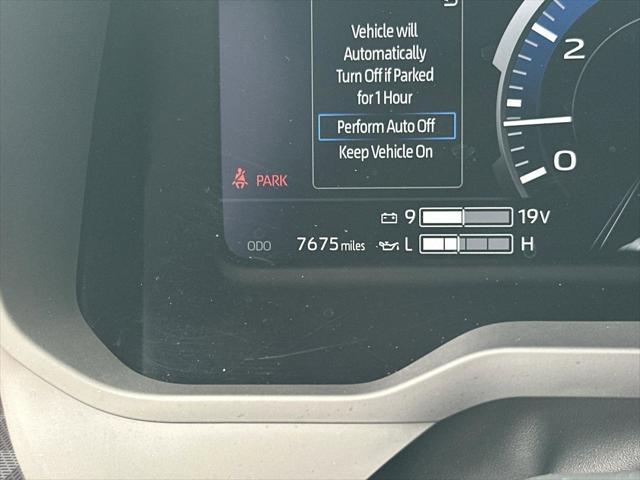 Vehicle will
Automatically
Turn Off if Parked
for 1 Hour
Perform Auto Off
Keep Vehicle On
2
0
PARK
9 19V
ODO 7675 miles L H